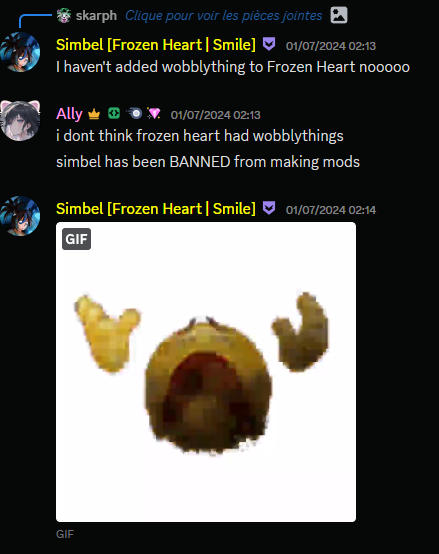 skarph Clique pour voir les pièces jointes
Simbel [Frozen Heart | Smile] 01/07/2024 02:13
I haven't added wobblything to Frozen Heart nooooo
Ally 01/07/2024 02:13
i dont think frozen heart had wobblythings
simbel has been BANNED from making mods
Simbel [Frozen Heart | Smile] 01/07/2024 02:14
GIF
GIF